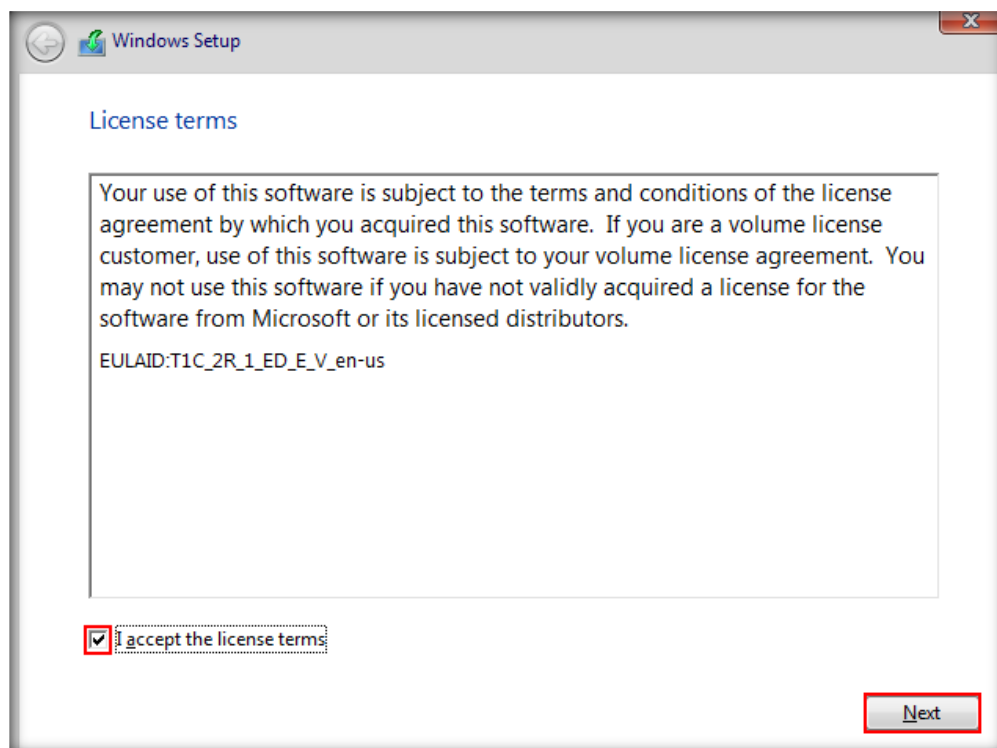 Windows Setup
License terms
Your use of this software is subject to the terms and conditions of the license
agreement by which you acquired this software.  If you are a volume license
customer, use of this software is subject to your volume license agreement.  You
may not use this software if you have not validly acquired a license for the
software from Microsoft or its licensed distributors.
EULAID:T1C_2R_1_ED_E_V_en-us
I accept the license terms
Next